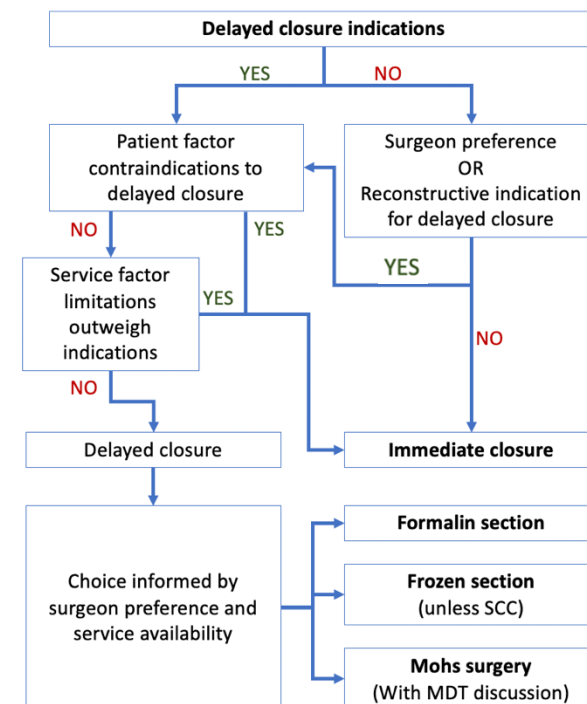 Delayed closure indications
YES
NO
Patient factor
contraindications to
delayed closure
Surgeon preference
OR
Reconstructive indication
for delayed closure
NO
YES
YES
Service factor
limitations
outweigh
indications
YES
NO
NO
Delayed closure
Immediate closure
Choice informed by
surgeon preference and
service availability
Formalin section
Frozen section
(unless SCC)
Mohs surgery
(With MDT discussion)